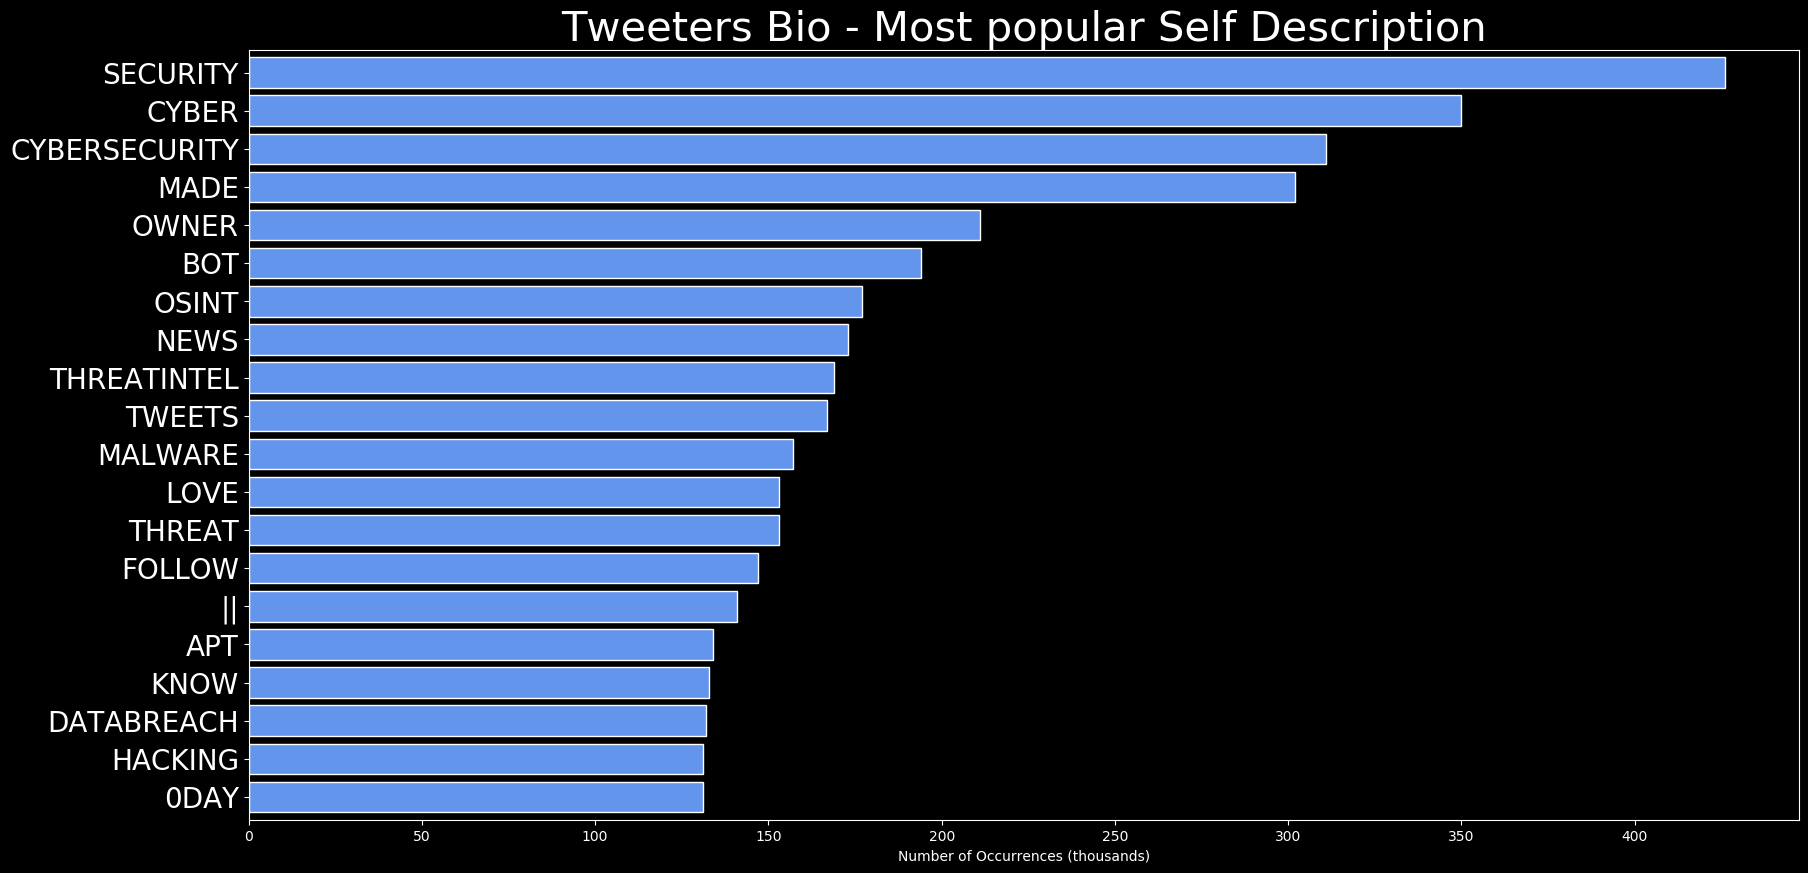 Tweeters Bio - Most popular Self Description
SECURITY
CYBER
CYBERSECURITY
MADE
OWNER
BOT
OSINT
NEWS
THREATINTEL
TWEETS
MALWARE
LOVE
THREAT
FOLLOW
||
APT
KNOW
DATABREACH
HACKING
0DAY
0 50 100 150 200 250 300 350 400
Number of Occurrences (thousands)